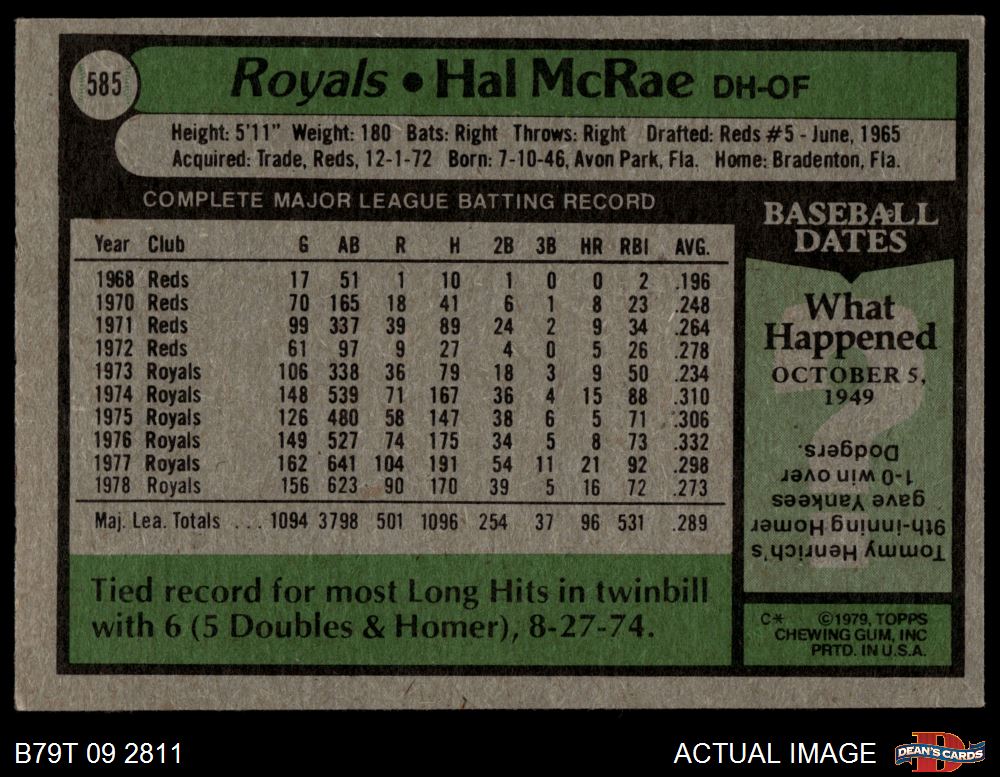 585
Royals • Hal McRae DH-OF
Height: 5'11" Weight: 180 Bats: Right Throws: Right Drafted: Reds #5 - June, 1965
Acquired: Trade, Reds, 12-1-72 Born: 7-10-46, Avon Park, Fla. Home: Bradenton, Fla.
COMPLETE MAJOR LEAGUE BATTING RECORD
Year Club G AB R H 2B 3B HR RBI AVG.
1968 Reds 17 51 1 10 1 0 0 2 .196
1970 Reds 70 165 18 41 6 1 8 23 .248
1971 Reds 99 337 39 89 24 2 9 34 .264
1972 Reds 61 97 9 27 4 0 5 26 .278
1973 Royals 106 338 36 79 18 3 9 50 .234
1974 Royals 148 539 71 167 36 4 15 88 .310
1975 Royals 126 480 58 147 38 6 5 71 .306
1976 Royals 149 527 74 175 34 5 8 73 .332
1977 Royals 162 641 104 191 54 11 21 92 .298
1978 Royals 156 623 90 170 39 5 16 72 .273
Maj. Lea. Totals ... 1094 3798 501 1096 254 37 96 531 .289
Tied record for most Long Hits in twinbill
with 6 (5 Doubles & Homer), 8-27-74.
BASEBALL
DATES
What
Happened
OCTOBER 5,
1949
Tommy Henrich's
9th-inning Homer
gave Yankees
1-0 win over
Dodgers.
C* ©1979, TOPPS
CHEWING GUM, INC
PRTD. IN U.S.A.
B79T 09 2811
ACTUAL IMAGE
D
DEAN'S CARDS